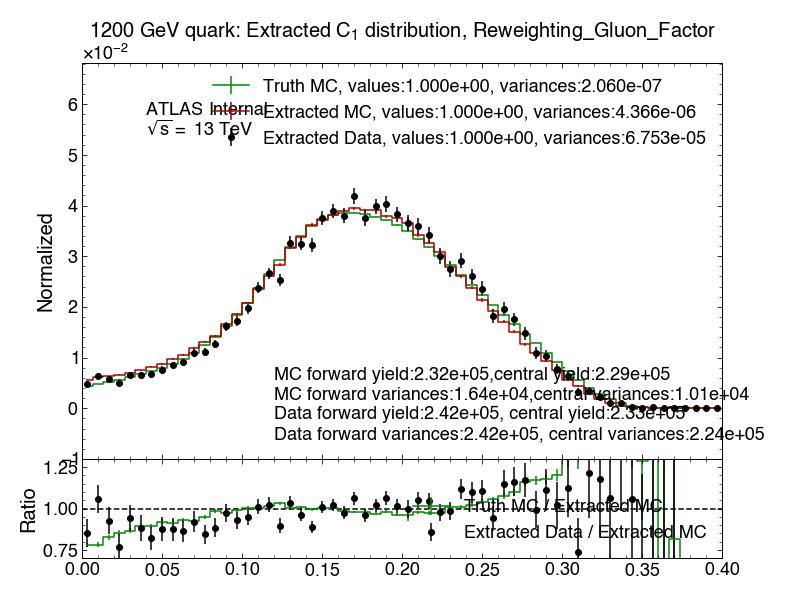 1200 GeV quark: Extracted C1 distribution, Reweighting_Gluon_Factor
×10−2
Truth MC, values:1.000e+00, variances:2.060e-07
ATLAS Internal
Extracted MC, values:1.000e+00, variances:4.366e-06
√s = 13 TeV
Extracted Data, values:1.000e+00, variances:6.753e-05
6
5
4
3
2
1
0
−1
Normalized
MC forward yield:2.32e+05,central yield:2.29e+05
MC forward variances:1.64e+04,central variances:1.01e+04
Data forward yield:2.42e+05, central yield:2.33e+05
Data forward variances:2.42e+05, central variances:2.24e+05
1.25
1.00
0.75
Ratio
Truth MC / Extracted MC
Extracted Data / Extracted MC
0.00 0.05 0.10 0.15 0.20 0.25 0.30 0.35 0.40